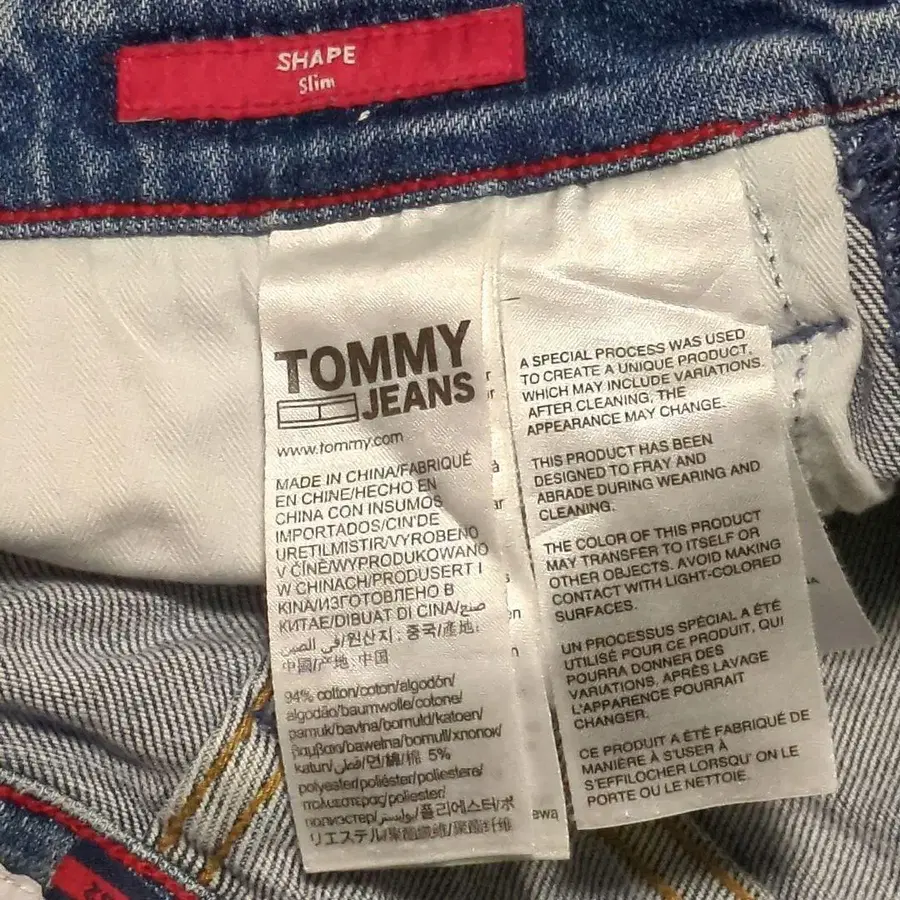 SHAPE
Slim
TOMMY
JEANS
www.tommy.com
MADE IN CHINA/FABRIQUÉ
EN CHINE/HECHO EN
CHINA CON INSUMOS
IMPORTADOS/CIN'DE
URETILMISTIR/VYROBENO
V ČÍNĚ/WYPRODUKOWANO
W CHINACH/PRODUSERT I
KINA/ИЗГОТОВЛЕНО В
КИТАЕ/DIBUAT DI CINA/صنع
في الصين/원산지: 중국/產地:
中國/产地 中国
94% cotton/coton/algodón/
algodão/baumwolle/cotone/
pamuk/bavlna/bomuld/katoen/
βαμβάκι/bawełna/bomull/хлопок/
katun/قطن/면/綿/棉 5%
polyester/poliéster/poliestere/
πολυεστερας/poliester/
полиэстер/بوليستر/폴리에스터/ポ
リエステル/聚酯纖維/聚酯纤维
A SPECIAL PROCESS WAS USED
TO CREATE A UNIQUE PRODUCT,
WHICH MAY INCLUDE VARIATIONS.
AFTER CLEANING, THE
APPEARANCE MAY CHANGE.
THIS PRODUCT HAS BEEN
DESIGNED TO FRAY AND
ABRADE DURING WEARING AND
CLEANING.
THE COLOR OF THIS PRODUCT
MAY TRANSFER TO ITSELF OR
OTHER OBJECTS. AVOID MAKING
CONTACT WITH LIGHT-COLORED
SURFACES.
UN PROCESSUS SPÉCIAL A ÉTÉ
UTILISÉ POUR CE PRODUIT, QUI
POURRA DONNER DES
VARIATIONS. APRÈS LAVAGE
L'APPARENCE POURRAIT
CHANGER.
CE PRODUIT A ÉTÉ FABRIQUÉ DE
MANIÈRE À S'USER À
S'EFFILOCHER LORSQU' ON LE
PORTE OU LE NETTOIE.